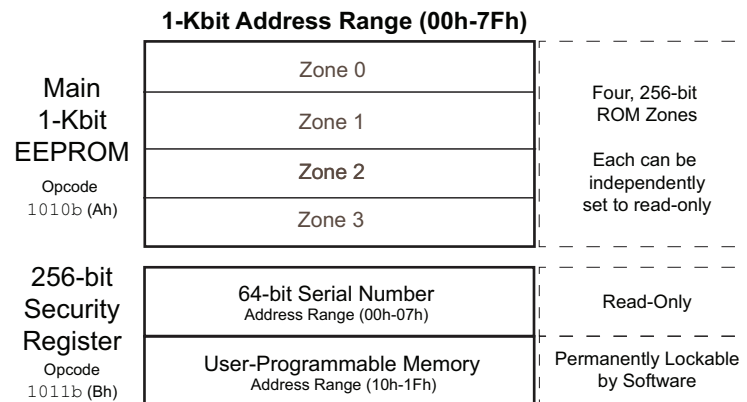 1-Kbit Address Range (00h-7Fh)
Main
1-Kbit
EEPROM
Opcode
1010b (Ah)
Zone 0
Zone 1
Zone 2
Zone 3
Four, 256-bit
ROM Zones
Each can be
independently
set to read-only
256-bit
Security
Register
Opcode
1011b (Bh)
64-bit Serial Number
Address Range (00h-07h)
Read-Only
User-Programmable Memory
Address Range (10h-1Fh)
Permanently Lockable
by Software